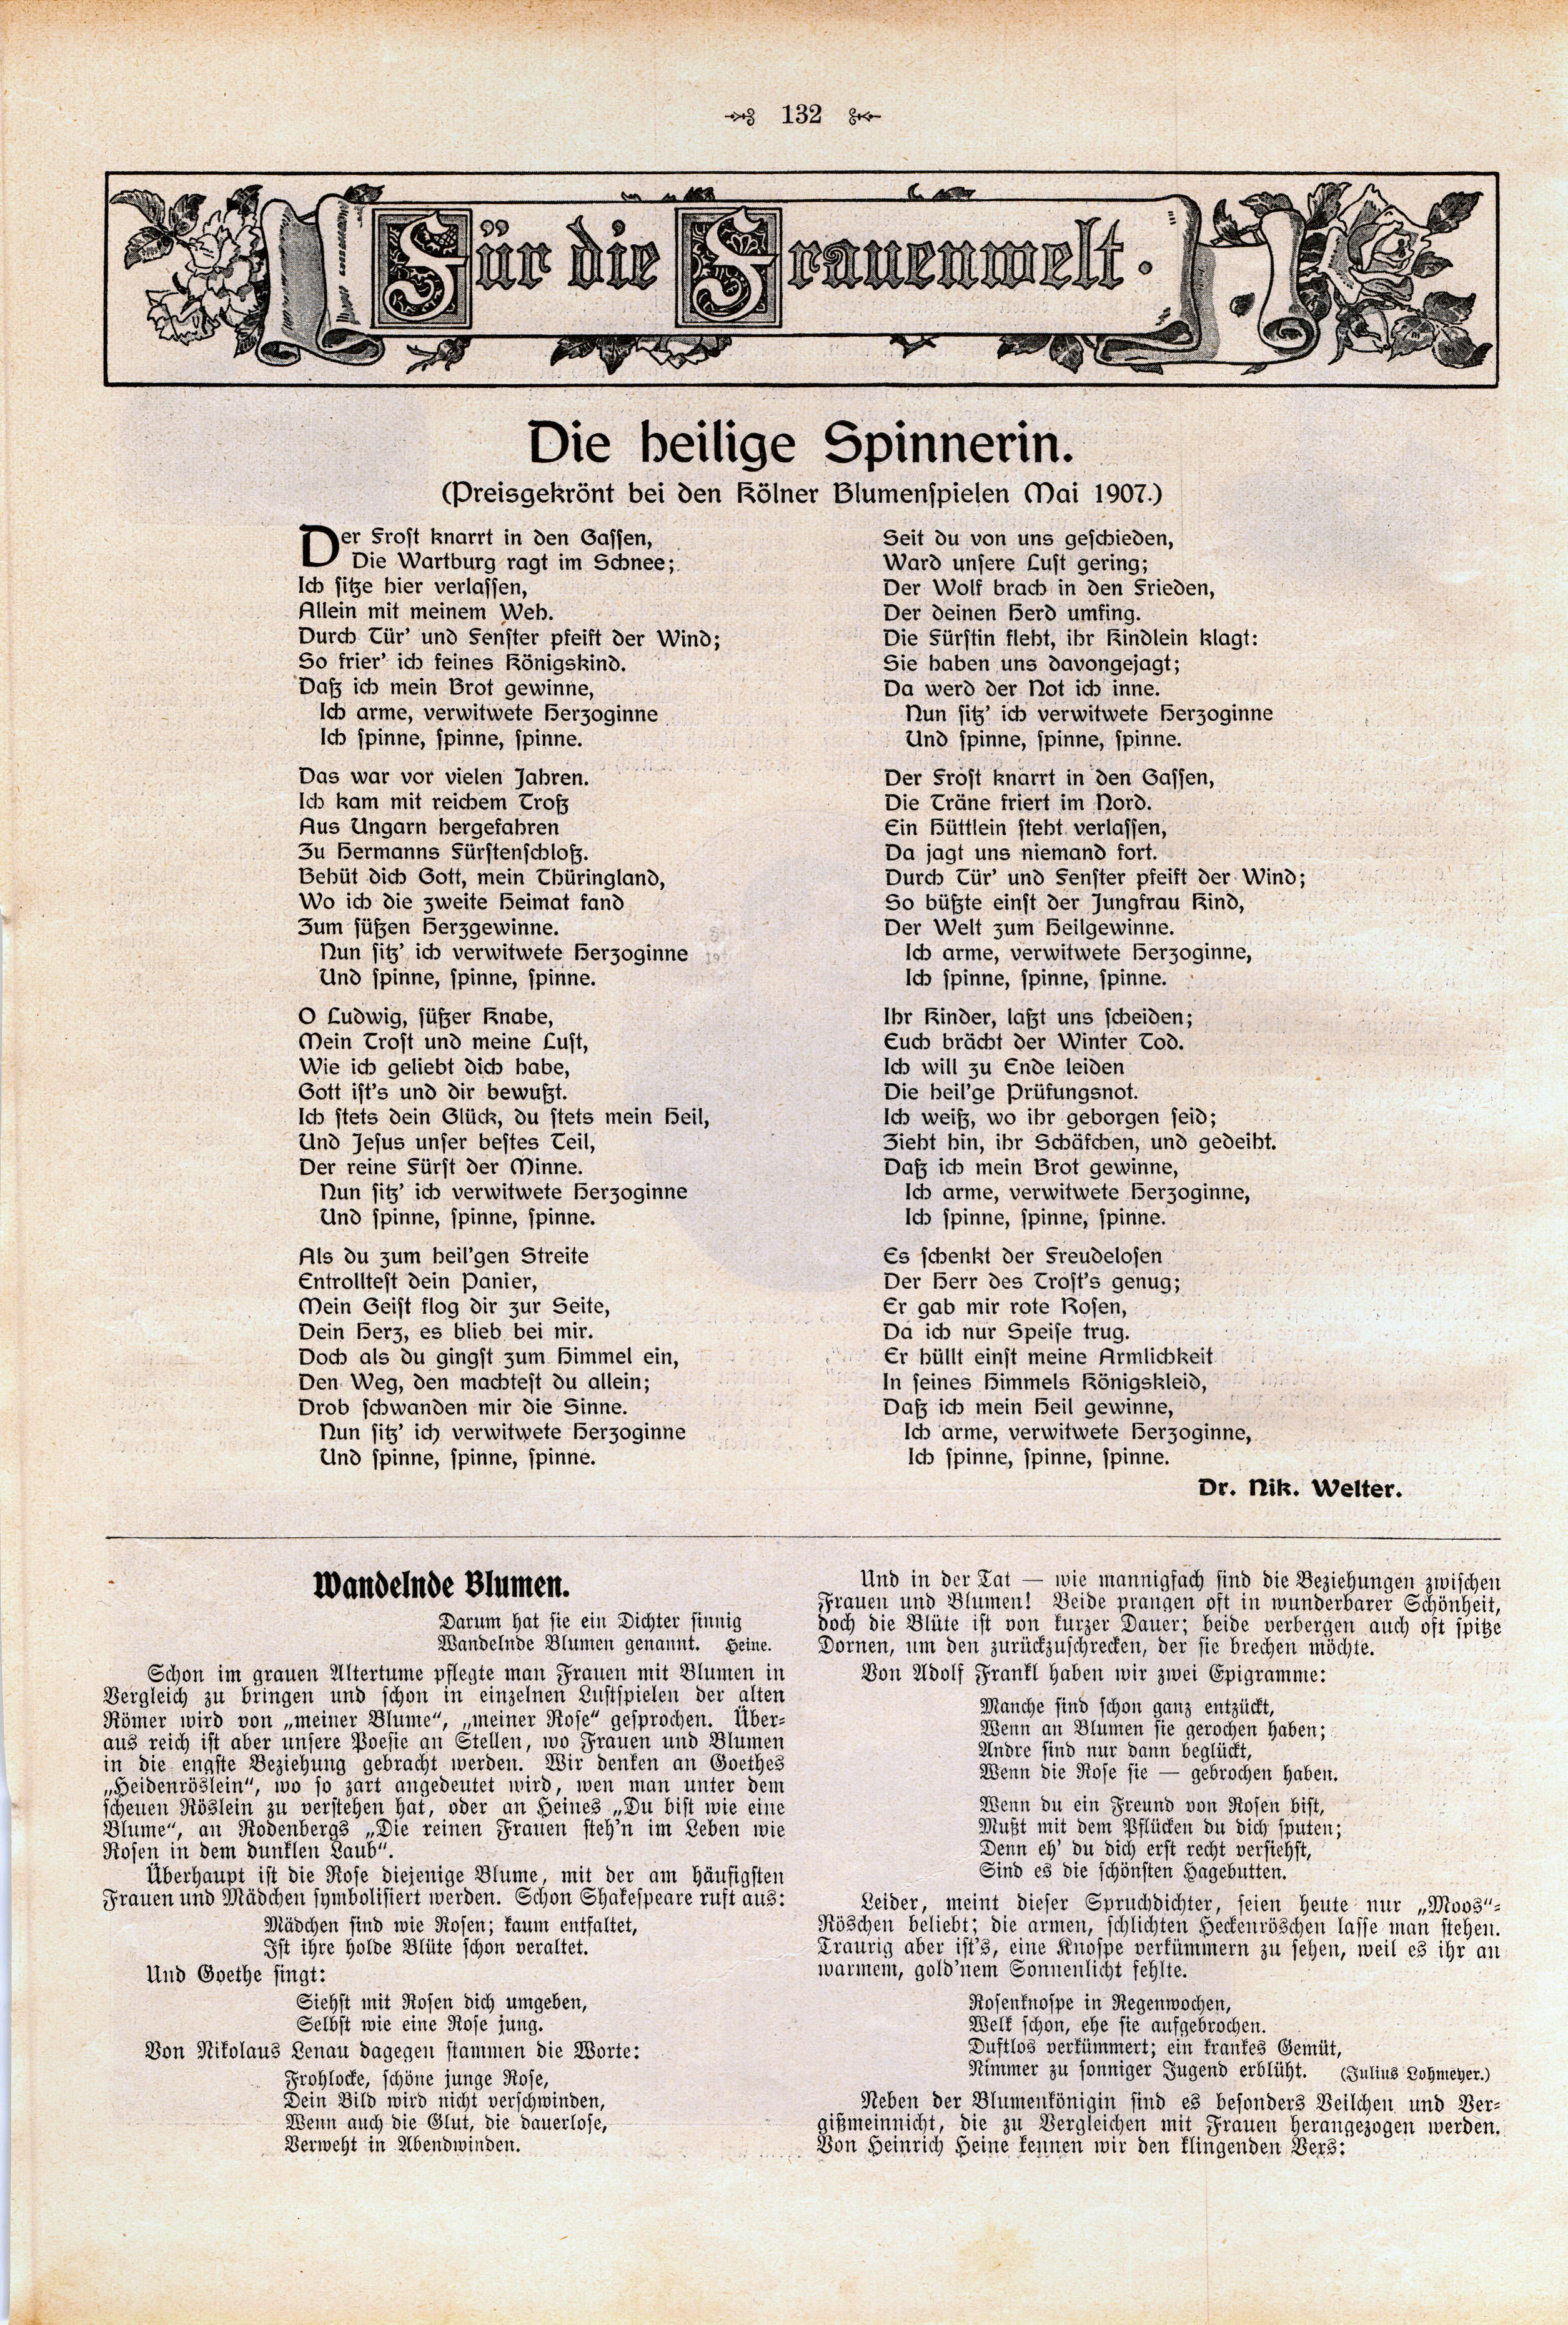 132
Für die Frauenwelt.
Die heilige Spinnerin.
(Preisgekrönt bei den Kölner Blumenspielen Mai 1907.)
Der Frost knarrt in den Gassen,
Die Wartburg ragt im Schnee;
Ich sitze hier verlassen,
Allein mit meinem Weh.
Durch Tür' und Fenster pfeift der Wind;
So frier' ich feines Königskind.
Daß ich mein Brot gewinne,
Ich arme, verwitwete Herzoginne
Ich spinne, spinne, spinne.
Das war vor vielen Jahren.
Ich kam mit reichem Troß
Aus Ungarn hergefahren
Zu Hermanns Fürstenschloß.
Behüt dich Gott, mein Thüringland,
Wo ich die zweite Heimat fand
Zum süßen Herzgewinne.
Nun sitz' ich verwitwete Herzoginne
Und spinne, spinne, spinne.
O Ludwig, süßer Knabe,
Mein Trost und meine Lust,
Wie ich geliebt dich habe,
Gott ist's und dir bewußt.
Ich stets dein Glück, du stets mein Heil,
Und Jesus unser bestes Teil,
Der reine Fürst der Minne.
Nun sitz' ich verwitwete Herzoginne
Und spinne, spinne, spinne.
Als du zum heil'gen Streite
Entrolltest dein Panier,
Mein Geist flog dir zur Seite,
Dein Herz, es blieb bei mir.
Doch als du gingst zum Himmel ein,
Den Weg, den machtest du allein;
Drob schwanden mir die Sinne.
Nun sitz' ich verwitwete Herzoginne
Und spinne, spinne, spinne.
Seit du von uns geschieden,
Ward unsere Lust gering;
Der Wolf brach in den Frieden,
Der deinen Herd umfing.
Die Fürstin fleht, ihr Kindlein klagt:
Sie haben uns davongejagt;
Da werd der Not ich inne.
Nun sitz' ich verwitwete Herzoginne
Und spinne, spinne, spinne.
Der Frost knarrt in den Gassen,
Die Träne friert im Nord.
Ein Hüttlein steht verlassen,
Da jagt uns niemand fort.
Durch Tür' und Fenster pfeift der Wind;
So büßte einst der Jungfrau Kind,
Der Welt zum Heilgewinne.
Ich arme, verwitwete Herzoginne,
Ich spinne, spinne, spinne.
Ihr Kinder, laßt uns scheiden;
Euch brächt der Winter Tod.
Ich will zu Ende leiden
Die heil'ge Prüfungsnot.
Ich weiß, wo ihr geborgen seid;
Zieht hin, ihr Schäfchen, und gedeiht.
Daß ich mein Brot gewinne,
Ich arme, verwitwete Herzoginne,
Ich spinne, spinne, spinne.
Es schenkt der Freudelosen
Der Herr des Trost's genug;
Er gab mir rote Rosen,
Da ich nur Speise trug.
Er hüllt einst meine Armlichkeit
In seines Himmels Königskleid,
Daß ich mein Heil gewinne,
Ich arme, verwitwete Herzoginne,
Ich spinne, spinne, spinne.
Dr. Nik. Welter.
Wandelnde Blumen.
Darum hat sie ein Dichter sinnig
Wandelnde Blumen genannt. Heine.
Schon im grauen Altertume pflegte man Frauen mit Blumen in
Vergleich zu bringen und schon in einzelnen Lustspielen der alten
Römer wird von „meiner Blume“, „meiner Rose“ gesprochen. Über-
aus reich ist aber unsere Poesie an Stellen, wo Frauen und Blumen
in die engste Beziehung gebracht werden. Wir denken an Goethes
„Heidenröslein“, wo so zart angedeutet wird, wen man unter dem
scheuen Röslein zu verstehen hat, oder an Heines „Du bist wie eine
Blume“, an Rodenbergs „Die reinen Frauen steh'n im Leben wie
Rosen in dem dunklen Laub“.
Überhaupt ist die Rose diejenige Blume, mit der am häufigsten
Frauen und Mädchen symbolisiert werden. Schon Shakespeare ruft aus:
Mädchen sind wie Rosen; kaum entfaltet,
Ist ihre holde Blüte schon veraltet.
Und Goethe singt:
Siehst mit Rosen dich umgeben,
Selbst wie eine Rose jung.
Von Nikolaus Lenau dagegen stammen die Worte:
Frohlocke, schöne junge Rose,
Dein Bild wird nicht verschwinden,
Wenn auch die Glut, die dauerlose,
Verweht in Abendwinden.
Und in der Tat — wie mannigfach sind die Beziehungen zwischen
Frauen und Blumen! Beide prangen oft in wunderbarer Schönheit,
doch die Blüte ist von kurzer Dauer; beide verbergen auch oft spitze
Dornen, um den zurückzuschrecken, der sie brechen möchte.
Von Adolf Frankl haben wir zwei Epigramme:
Manche sind schon ganz entzückt,
Wenn an Blumen sie gerochen haben;
Andre sind nur dann beglückt,
Wenn die Rose sie — gebrochen haben.
Wenn du ein Freund von Rosen bist,
Mußt mit dem Pflücken du dich sputen;
Denn eh' du dich erst recht versiehst,
Sind es die schönsten Hagebutten.
Leider, meint dieser Spruchdichter, seien heute nur „Moos“-
Röschen beliebt; die armen, schlichten Heckenröschen lasse man stehen.
Traurig aber ist's, eine Knospe verkümmern zu sehen, weil es ihr an
warmem, gold'nem Sonnenlicht fehlte.
Rosenknospe in Regenwochen,
Welk schon, ehe sie aufgebrochen.
Duftlos verkümmert; ein krankes Gemüt,
Nimmer zu sonniger Jugend erblüht. (Julius Lohmeyer.)
Neben der Blumenkönigin sind es besonders Veilchen und Ver-
gißmeinnicht, die zu Vergleichen mit Frauen herangezogen werden.
Von Heinrich Heine kennen wir den klingenden Vers: